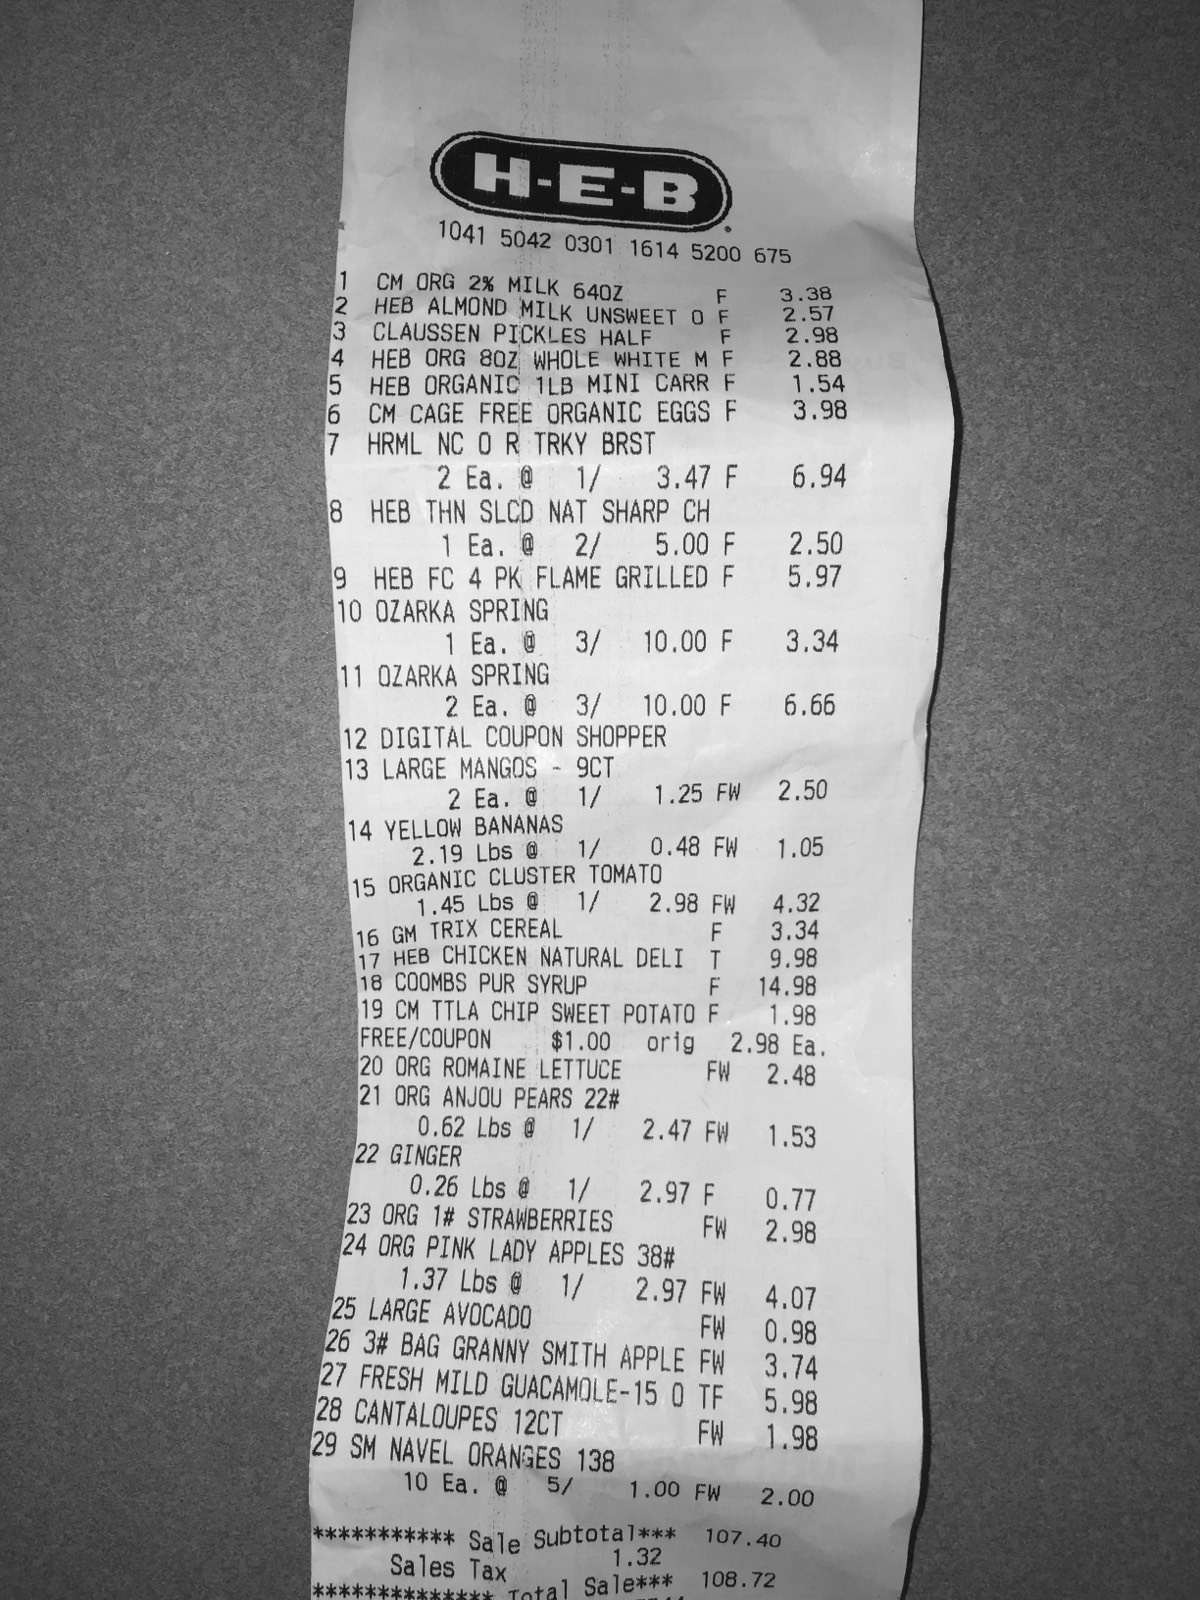 H-E-B
1041 5042 0301 1614 5200 675
1 CM ORG 2% MILK 64OZ F 3.38
2 HEB ALMOND MILK UNSWEET O F 2.57
3 CLAUSSEN PICKLES HALF F 2.98
4 HEB ORG 8OZ WHOLE WHITE M F 2.88
5 HEB ORGANIC 1LB MINI CARR F 1.54
6 CM CAGE FREE ORGANIC EGGS F 3.98
7 HRML NC O R TRKY BRST
2 Ea. @ 1/ 3.47 F 6.94
8 HEB THN SLCD NAT SHARP CH
1 Ea. @ 2/ 5.00 F 2.50
9 HEB FC 4 PK FLAME GRILLED F 5.97
10 OZARKA SPRING
1 Ea. @ 3/ 10.00 F 3.34
11 OZARKA SPRING
2 Ea. @ 3/ 10.00 F 6.66
12 DIGITAL COUPON SHOPPER
13 LARGE MANGOS - 9CT
2 Ea. @ 1/ 1.25 FW 2.50
14 YELLOW BANANAS
2.19 Lbs @ 1/ 0.48 FW 1.05
15 ORGANIC CLUSTER TOMATO
1.45 Lbs @ 1/ 2.98 FW 4.32
16 GM TRIX CEREAL F 3.34
17 HEB CHICKEN NATURAL DELI T 9.98
18 COOMBS PUR SYRUP F 14.98
19 CM TTLA CHIP SWEET POTATO F 1.98
FREE/COUPON $1.00 orig 2.98 Ea.
20 ORG ROMAINE LETTUCE FW 2.48
21 ORG ANJOU PEARS 22#
0.62 Lbs @ 1/ 2.47 FW 1.53
22 GINGER
0.26 Lbs @ 1/ 2.97 F 0.77
23 ORG 1# STRAWBERRIES FW 2.98
24 ORG PINK LADY APPLES 38#
1.37 Lbs @ 1/ 2.97 FW 4.07
25 LARGE AVOCADO FW 0.98
26 3# BAG GRANNY SMITH APPLE FW 3.74
27 FRESH MILD GUACAMOLE-15 O TF 5.98
28 CANTALOUPES 12CT FW 1.98
29 SM NAVEL ORANGES 138
10 Ea. @ 5/ 1.00 FW 2.00
*********** Sale Subtotal*** 107.40
Sales Tax 1.32
************** Total Sale*** 108.72